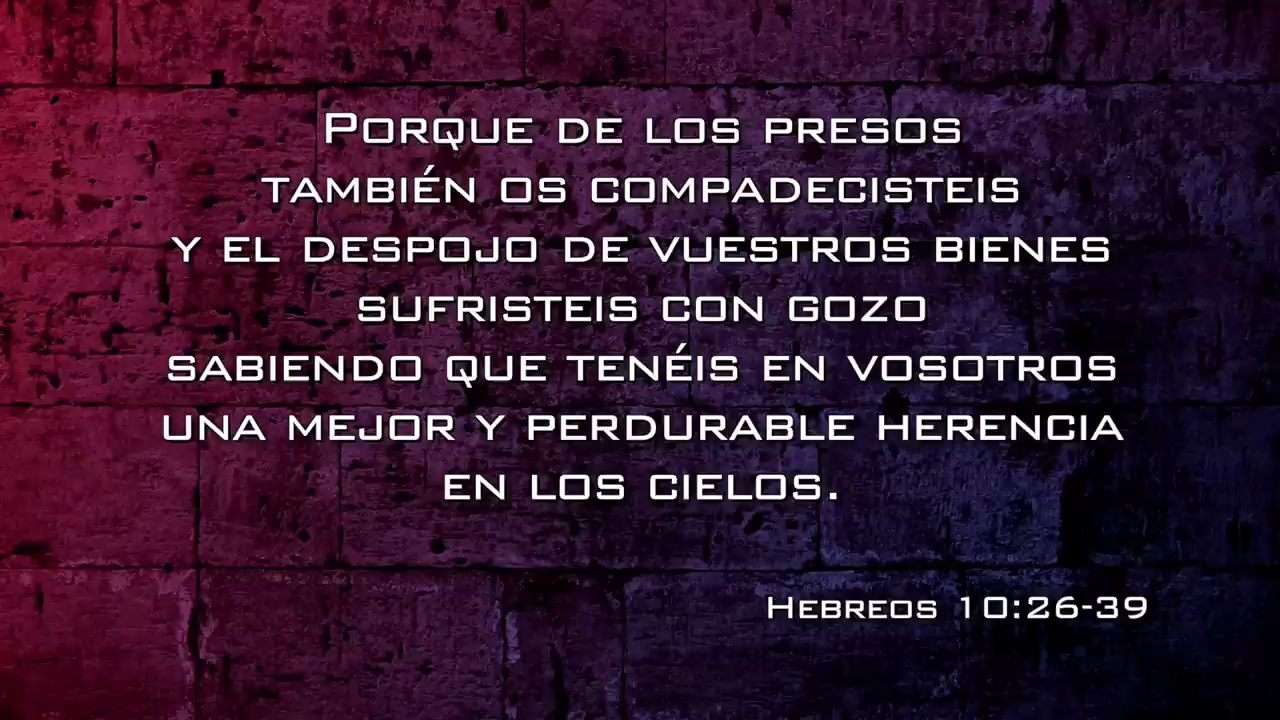 Porque de los presos
también os compadecisteis
y el despojo de vuestros bienes
sufristeis con gozo
sabiendo que tenéis en vosotros
una mejor y perdurable herencia
en los cielos.
Hebreos 10:26-39